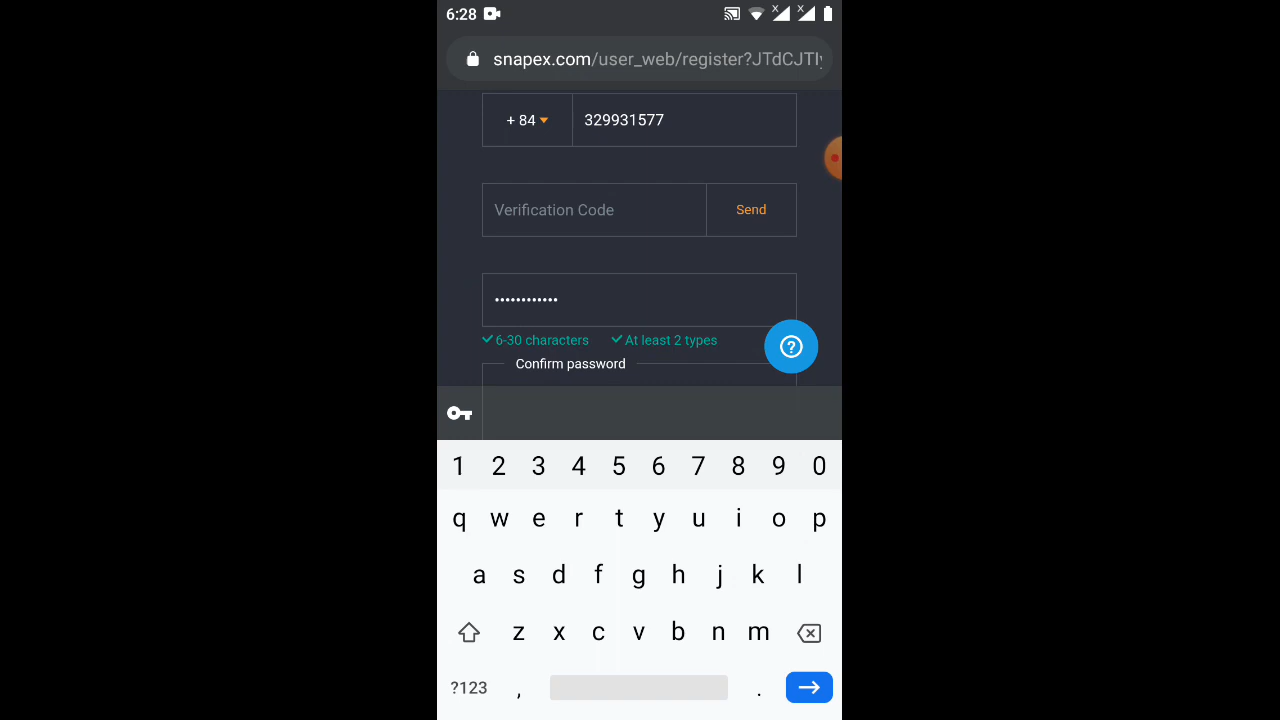 6:28
snapex.com/user_web/register?JTdCJTI
+ 84 329931577
Verification Code Send
••••••••••••
6-30 characters At least 2 types
Confirm password
1 2 3 4 5 6 7 8 9 0
q w e r t y u i o p
a s d f g h j k l
z x c v b n m
?123 , .